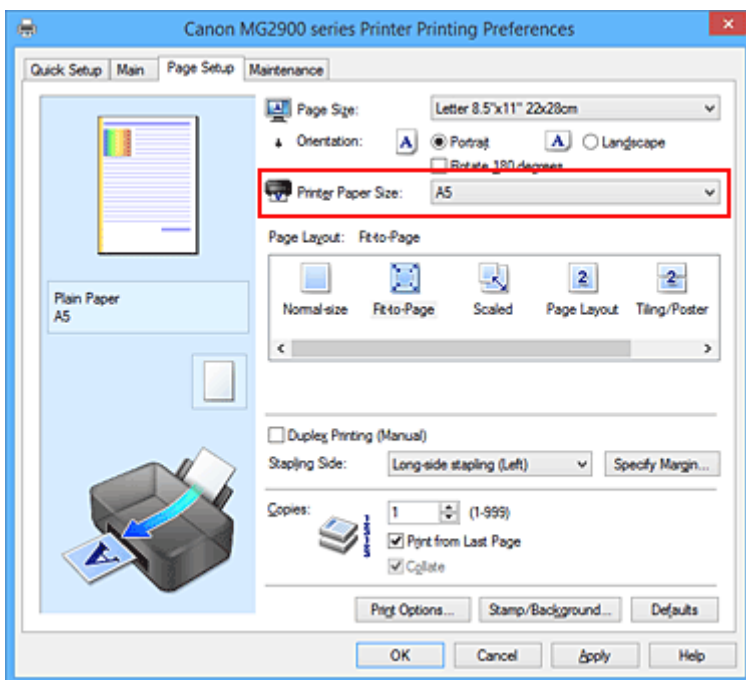 Canon MG2900 series Printer Printing Preferences
Quick Setup Main Page Setup Maintenance
Page Size: Letter 8.5"x11" 22x28cm
Orientation: A Portrait A Landscape
Rotate 180 degrees
Printer Paper Size: A5
Page Layout: Fit-to-Page
Normal-size Fit-to-Page Scaled Page Layout Tiling/Poster
Plain Paper
A5
Duplex Printing (Manual)
Stapling Side: Long-side stapling (Left) Specify Margin...
Copies: 1 (1-999)
Print from Last Page
Collate
Print Options... Stamp/Background... Defaults
OK Cancel Apply Help